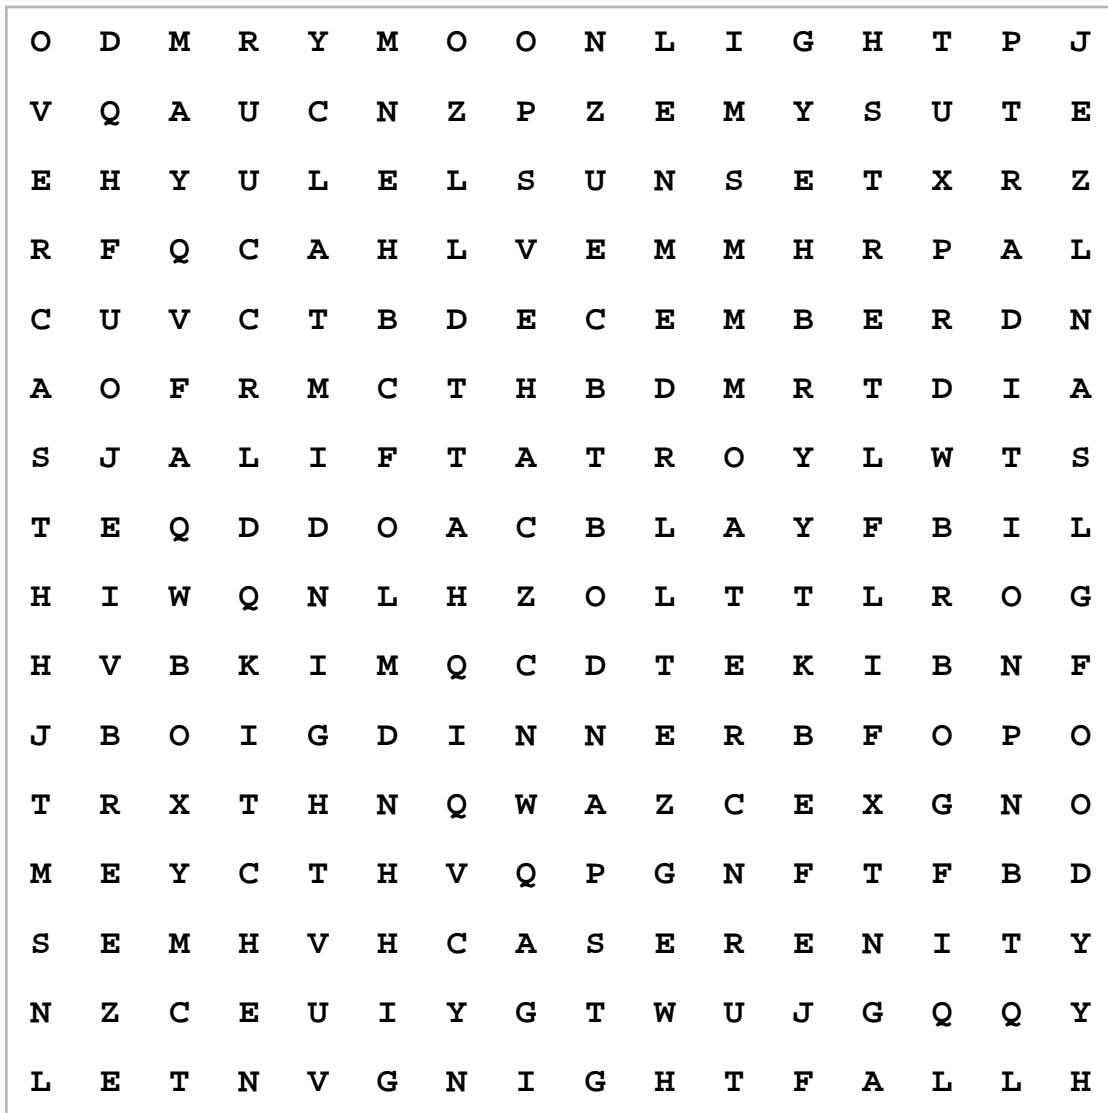 O D M R Y M O O N L I G H T P J
V Q A U C N Z P Z E M Y S U T E
E H Y U L E L S U N S E T X R Z
R F Q C A H L V E M M H R P A L
C U V C T B D E C E M B E R D N
A O F R M C T H B D M R T D I A
S J A L I F T A T R O Y L W T S
T E Q D D O A C B L A Y F B I L
H I W Q N L H Z O L T T L R O G
H V B K I M Q C D T E K I B N F
J B O I G D I N N E R B F O P O
T R X T H N Q W A Z C E X G N O
M E Y C T H V Q P G N F T F B D
S E M H V H C A S E R E N I T Y
N Z C E U I Y G T W U J G Q Q Y
L E T N V G N I G H T F A L L H